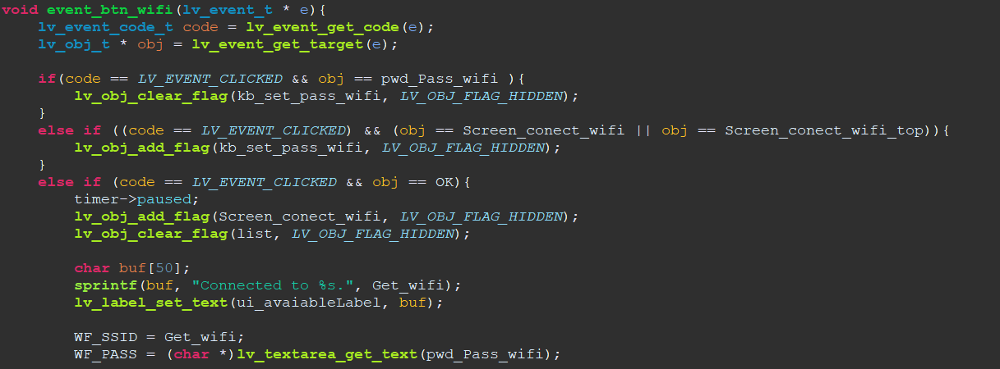 void event_btn_wifi(lv_event_t * e){
    lv_event_code_t code = lv_event_get_code(e);
    lv_obj_t * obj = lv_event_get_target(e);

    if(code == LV_EVENT_CLICKED && obj == pwd_Pass_wifi ){
        lv_obj_clear_flag(kb_set_pass_wifi, LV_OBJ_FLAG_HIDDEN);
    }
    else if ((code == LV_EVENT_CLICKED) && (obj == Screen_conect_wifi || obj == Screen_conect_wifi_top)){
        lv_obj_add_flag(kb_set_pass_wifi, LV_OBJ_FLAG_HIDDEN);
    }
    else if (code == LV_EVENT_CLICKED && obj == OK){
        timer->paused;
        lv_obj_add_flag(Screen_conect_wifi, LV_OBJ_FLAG_HIDDEN);
        lv_obj_clear_flag(list, LV_OBJ_FLAG_HIDDEN);

        char buf[50];
        sprintf(buf, "Connected to %s.", Get_wifi);
        lv_label_set_text(ui_avaiableLabel, buf);

        WF_SSID = Get_wifi;
        WF_PASS = (char *)lv_textarea_get_text(pwd_Pass_wifi);